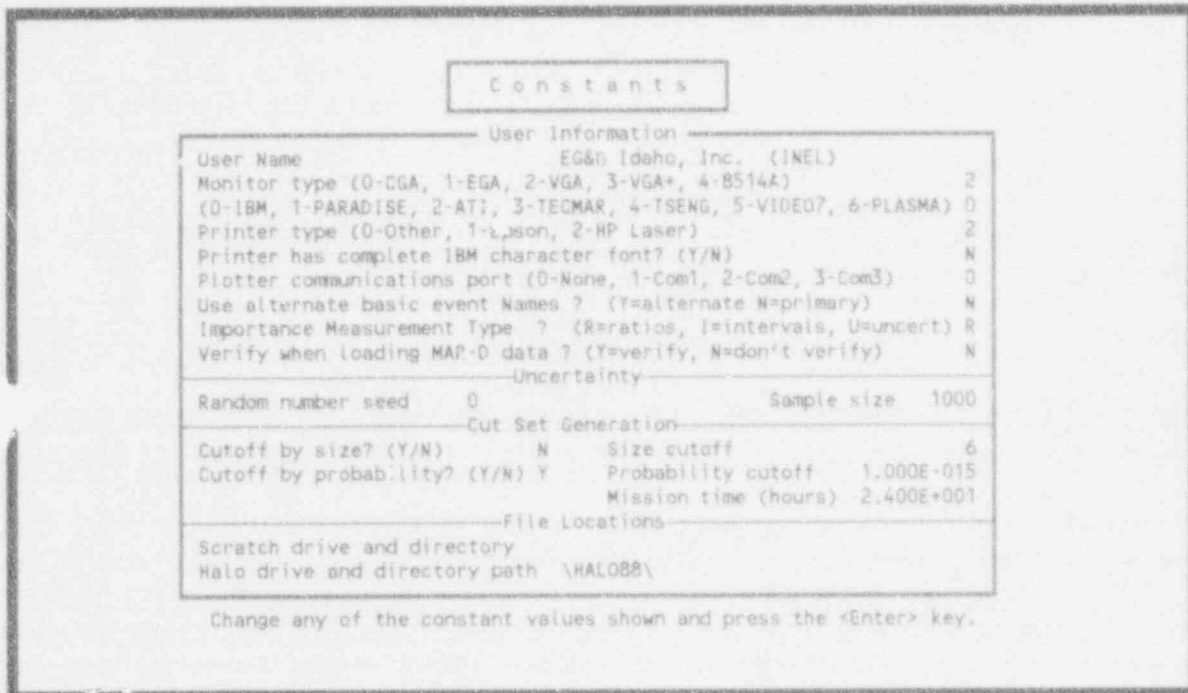 C o n s t a n t s
User Information
User Name EG&G Idaho, Inc. (INEL)
Monitor type (0-CGA, 1-EGA, 2-VGA, 3-VGA+, 4-8514A) 2
(0-IBM, 1-PARADISE, 2-ATI, 3-TECMAR, 4-TSENG, 5-VIDEO7, 6-PLASMA) 0
Printer type (0-Other, 1-Epson, 2-HP Laser) 2
Printer has complete IBM character font? (Y/N) N
Plotter communications port (0-None, 1-Com1, 2-Com2, 3-Com3) 0
Use alternate basic event Names ? (Y=alternate N=primary) N
Importance Measurement Type ? (R=ratios, I=intervals, U=uncert) R
Verify when loading MAR-D data ? (Y=verify, N=don't verify) N
Uncertainty
Random number seed 0 Sample size 1000
Cut Set Generation
Cutoff by size? (Y/N) N Size cutoff 6
Cutoff by probability? (Y/N) Y Probability cutoff 1.000E-015
Mission time (hours) 2.400E+001
File Locations
Scratch drive and directory
Halo drive and directory path \HALO88\
Change any of the constant values shown and press the <Enter> key.